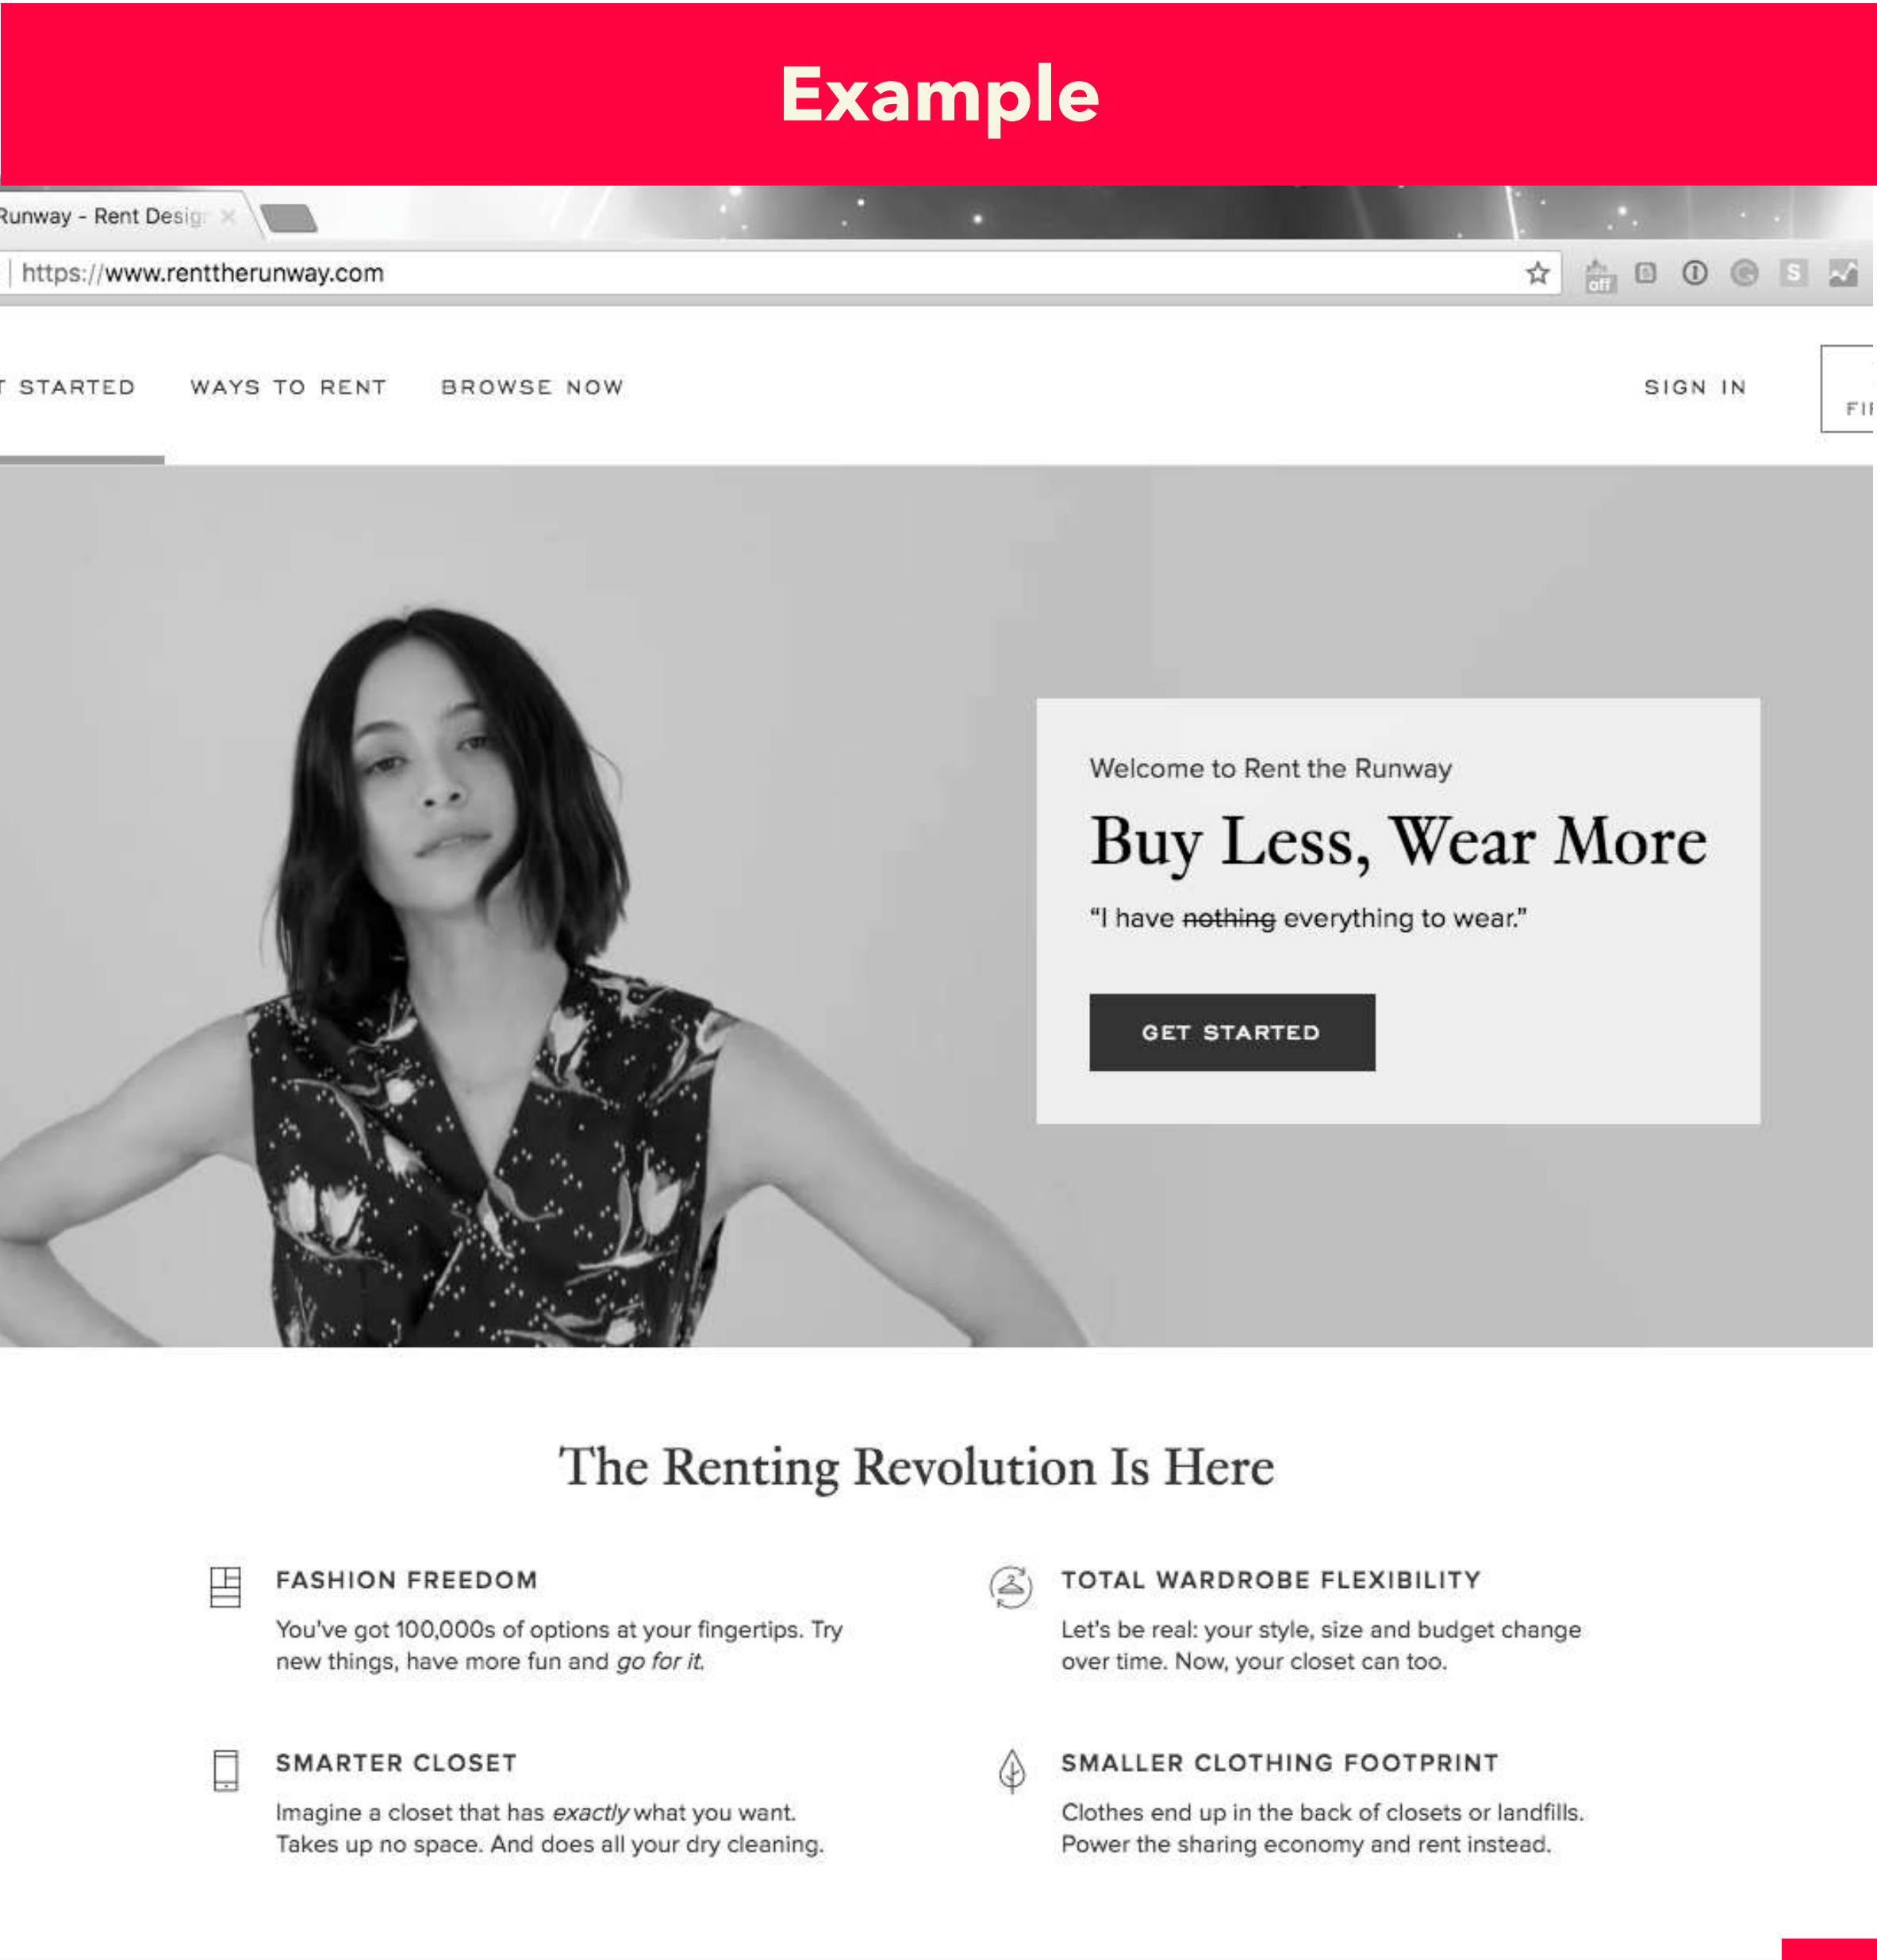 Example
Runway - Rent Desig
https://www.renttherunway.com
off
S
T STARTED WAYS TO RENT BROWSE NOW SIGN IN
FI
Welcome to Rent the Runway
Buy Less, Wear More
“I have nothing everything to wear.”
GET STARTED
The Renting Revolution Is Here
FASHION FREEDOM
You've got 100,000s of options at your fingertips. Try
new things, have more fun and go for it.
TOTAL WARDROBE FLEXIBILITY
Let's be real: your style, size and budget change
over time. Now, your closet can too.
SMARTER CLOSET
Imagine a closet that has exactly what you want.
Takes up no space. And does all your dry cleaning.
SMALLER CLOTHING FOOTPRINT
Clothes end up in the back of closets or landfills.
Power the sharing economy and rent instead.